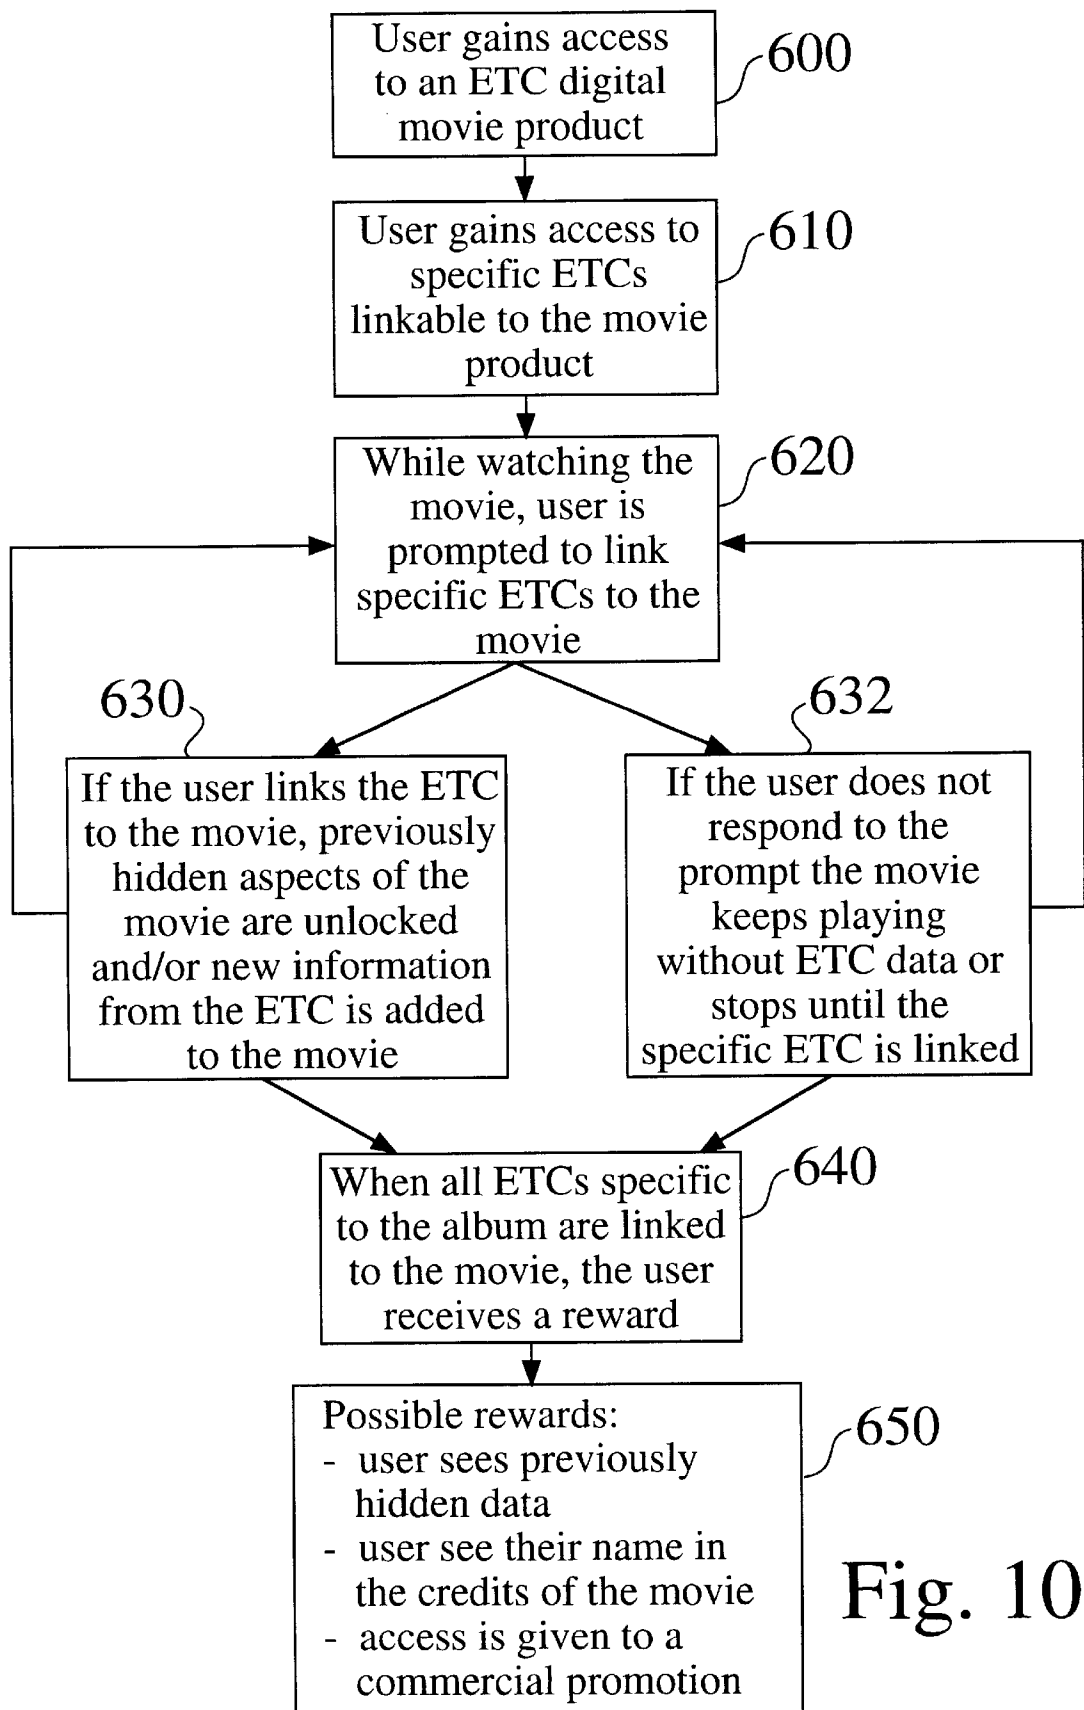 User gains access
to an ETC digital
movie product
600
User gains access to
specific ETCs
linkable to the movie
product
610
While watching the
movie, user is
prompted to link
specific ETCs to the
movie
620
630
If the user links the ETC
to the movie, previously
hidden aspects of the
movie are unlocked
and/or new information
from the ETC is added
to the movie
632
If the user does not
respond to the
prompt the movie
keeps playing
without ETC data or
stops until the
specific ETC is linked
When all ETCs specific
to the album are linked
to the movie, the user
receives a reward
640
Possible rewards:
- user sees previously
hidden data
- user see their name in
the credits of the movie
- access is given to a
commercial promotion
650
Fig. 10